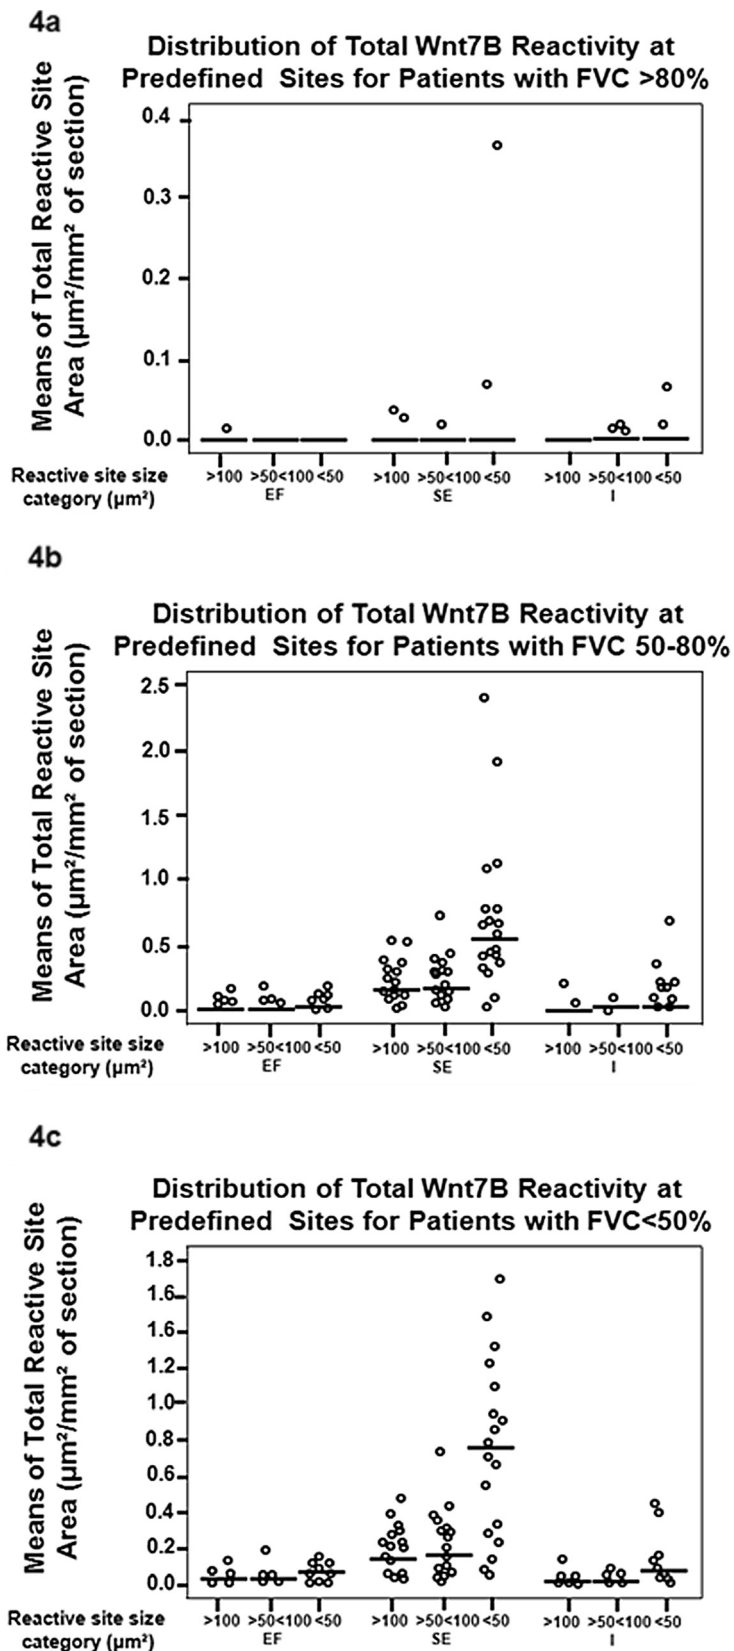 4a
Distribution of Total Wnt7B Reactivity at
Predefined Sites for Patients with FVC >80%
Means of Total Reactive Site
Area (µm²/mm² of section)
0.4
0.3
0.2
0.1
0.0
Reactive site size
category (µm²)
>100 >50<100 <50 >100 >50<100 <50 >100 >50<100 <50
EF SE I
4b
Distribution of Total Wnt7B Reactivity at
Predefined Sites for Patients with FVC 50-80%
Means of Total Reactive Site
Area (µm²/mm² of section)
2.5
2.0
1.5
1.0
0.5
0.0
Reactive site size
category (µm²)
>100 >50<100 <50 >100 >50<100 <50 >100 >50<100 <50
EF SE I
4c
Distribution of Total Wnt7B Reactivity at
Predefined Sites for Patients with FVC<50%
Means of Total Reactive Site
Area (µm²/mm² of section)
1.8
1.6
1.6
1.2
1.0
0.8
0.6
0.4
0.2
0.0
Reactive site size
category (µm²)
>100 >50<100 <50 >100 >50<100 <50 >100 >50<100 <50
EF SE I